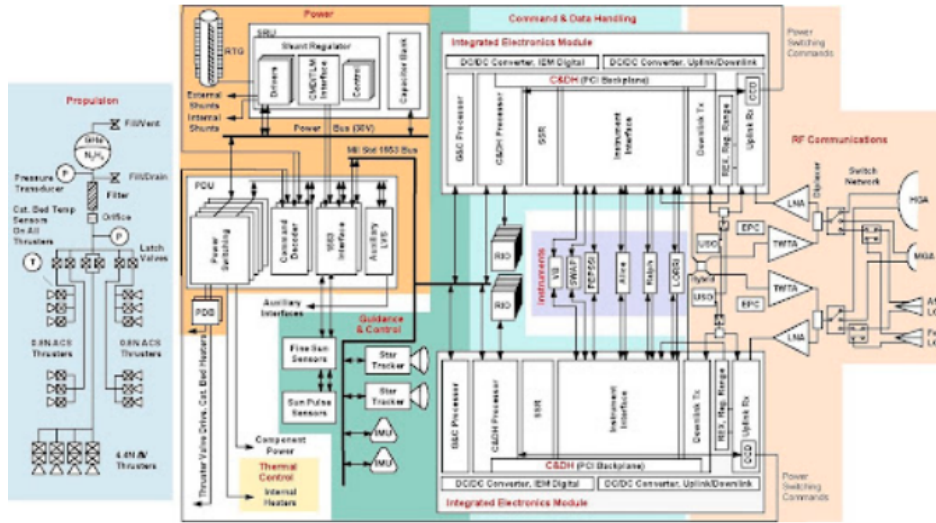 Propulsion
Fill/Vent
GHe
N₂H₄
Pressure
Transducer
P
Fill/Drain
Filter
Cat. Bed Temp
Sensors
On All
Thrusters
Orifice
P
Latch
Valves
T
0.8N ACS
Thrusters
0.8N ACS
Thrusters
4.4N ΔV
Thrusters
Power
SRU
Shunt Regulator
RTG
Drivers
CMD/TLM
Interface
Control
Capacitor Bank
External
Shunts
Internal
Shunts
Power Bus (30V)
Mil Std 1553 Bus
PDU
Power
Switching
Command
Decoder
1553
Interface
Auxiliary
LVS
PDB
Auxiliary
Interfaces
Thruster Valve Drive, Cat. Bed Heaters
Guidance
& Control
Fine Sun
Sensors
Sun Pulse
Sensors
Star
Tracker
Star
Tracker
IMU
IMU
Component
Power
Thermal
Control
Internal
Heaters
Command & Data Handling
Integrated Electronics Module
DC/DC Converter, IEM Digital
DC/DC Converter, Uplink/Downlink
C&DH (PCI Backplane)
G&C Processor
C&DH Processor
SSR
Instrument
Interface
Downlink Tx
REX, Reg. Range
Uplink Rx
CCD
Power
Switching
Commands
RIO
RIO
Instruments
SWAP
PEPSSI
Alice
Ralph
LORRI
RF Communications
Diplexer
Switch
Network
LNA
HGA
USO
EPC
TWTA
MGA
Hybrid
USO
EPC
TWTA
LNA
G&C Processor
C&DH Processor
SSR
Instrument
Interface
Downlink Tx
REX, Reg. Range
Uplink Rx
CCD
C&DH (PCI Backplane)
DC/DC Converter, IEM Digital
DC/DC Converter, Uplink/Downlink
Integrated Electronics Module
Power
Switching
Commands